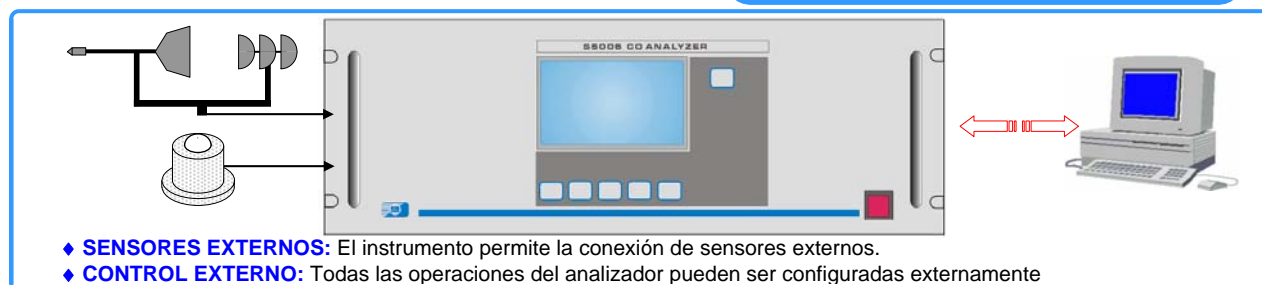 S5006 CO ANALYZER
♦ SENSORES EXTERNOS: El instrumento permite la conexión de sensores externos.
♦ CONTROL EXTERNO: Todas las operaciones del analizador pueden ser configuradas externamente